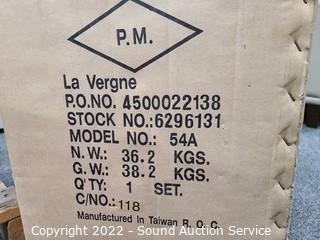 P.M.
La Vergne
P.O.NO. 4500022138
STOCK NO.:6296131
MODEL NO.: 54A
N.W.: 36.2 KGS.
G.W.: 38.2 KGS.
Q'TY: 1 SET.
C/NO.: 118
Manufactured In Taiwan R.O.C.
Copyright 2022 - Sound Auction Service